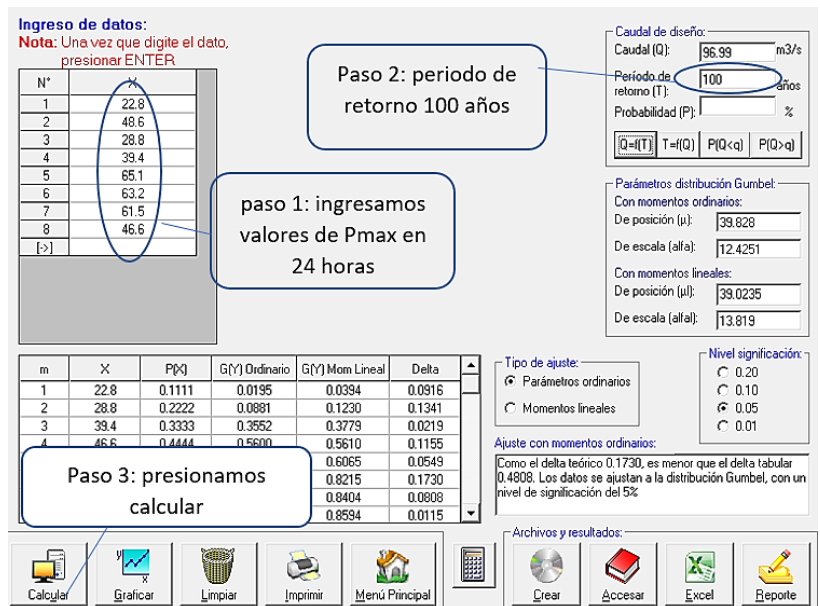 Ingreso de datos:
Nota: Una vez que digite el dato,
presionar ENTER
N° X
1 22.8
2 48.6
3 28.8
4 39.4
5 65.1
6 63.2
7 61.5
8 46.6
[->]
Paso 2: periodo de
retorno 100 años
paso 1: ingresamos
valores de Pmax en
24 horas
Caudal de diseño:
Caudal (Q): 96.99 m3/s
Período de
retorno (T): 100 años
Probabilidad (P): %
Q=f(T) T=f(Q) P(Q<q) P(Q>q)
Parámetros distribución Gumbel:
Con momentos ordinarios:
De posición (µ): 39.828
De escala (alfa): 12.4251
Con momentos lineales:
De posición (µl): 39.0235
De escala (alfal): 13.819
m X P(X) G(Y) Ordinario G(Y) Mom Lineal Delta
1 22.8 0.1111 0.0195 0.0394 0.0916
2 28.8 0.2222 0.0881 0.1230 0.1341
3 39.4 0.3333 0.3552 0.3779 0.0219
4 46.6 0.4444 0.5600 0.5610 0.1155
0.6065 0.0549
0.8215 0.1730
0.8404 0.0808
0.8594 0.0115
Paso 3: presionamos
calcular
Tipo de ajuste:
Parámetros ordinarios
Momentos lineales
Nivel significación:
0.20
0.10
0.05
0.01
Ajuste con momentos ordinarios:
Como el delta teórico 0.1730, es menor que el delta tabular
0.4808. Los datos se ajustan a la distribución Gumbel, con un
nivel de significación del 5%
Calcular Graficar Limpiar Imprimir Menú Principal
Archivos y resultados:
Crear Accesar Excel Reporte